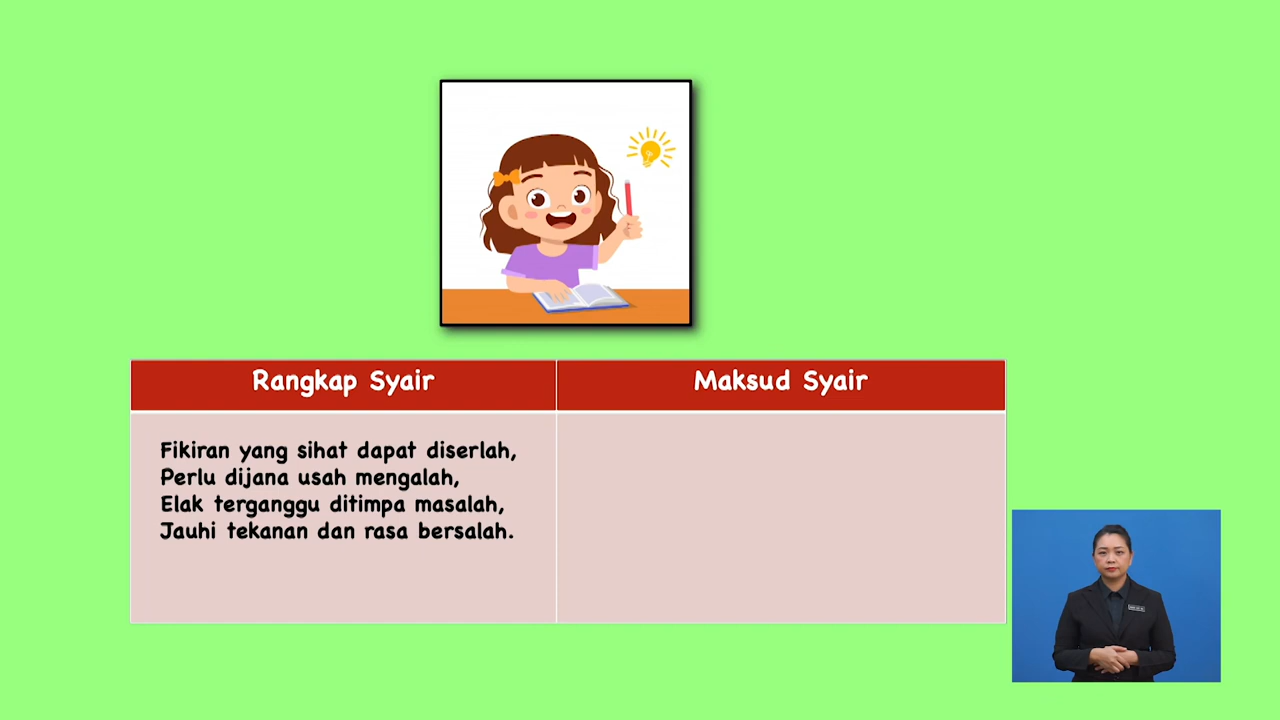 Rangkap Syair
Maksud Syair
Fikiran yang sihat dapat diserlah,
Perlu dijana usah mengalah,
Elak terganggu ditimpa masalah,
Jauhi tekanan dan rasa bersalah.